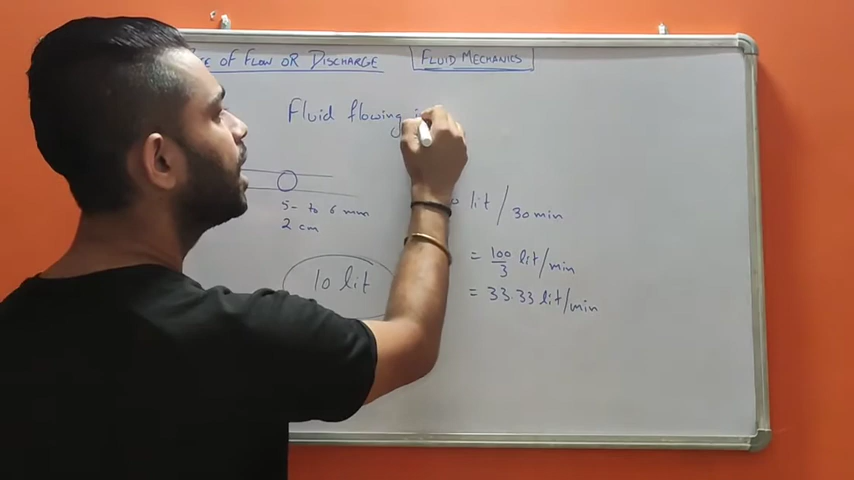 OF FLOW OR DISCHARGE
FLUID MECHANICS
Fluid flowing
5- to 6 mm
2 cm
10 lit
lit / 30 min
= 100/3 lit/min
= 33.33 lit/min